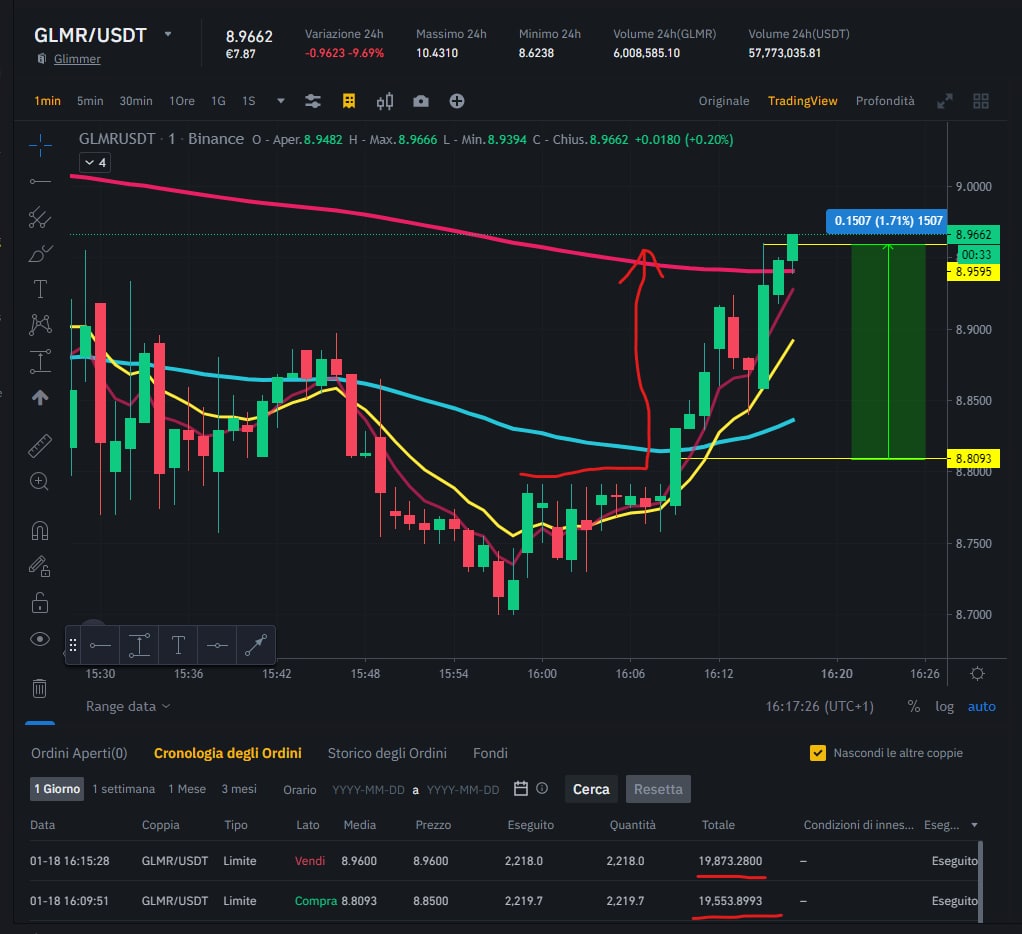 GLMR/USDT
Glimmer
8.9662
€7.87
Variazione 24h
-0.9623 -9.69%
Massimo 24h
10.4310
Minimo 24h
8.6238
Volume 24h(GLMR)
6,008,585.10
Volume 24h(USDT)
57,773,035.81
1min 5min 30min 1Ore 1G 1S
Originale TradingView Profondità
GLMRUSDT · 1 · Binance O - Aper.8.9482 H - Max.8.9666 L - Min.8.9394 C - Chius.8.9662 +0.0180 (+0.20%)
4
9.0000
0.1507 (1.71%) 1507
8.9662
00:33
8.9595
8.9000
8.8500
8.8093
8.8000
8.7500
8.7000
15:30 15:36 15:42 15:48 15:54 16:00 16:06 16:12 16:20 16:26
Range data
16:17:26 (UTC+1) % log auto
Ordini Aperti(0) Cronologia degli Ordini Storico degli Ordini Fondi
Nascondi le altre coppie
1 Giorno 1 settimana 1 Mese 3 mesi Orario YYYY-MM-DD a YYYY-MM-DD Cerca Resetta
Data Coppia Tipo Lato Media Prezzo Eseguito Quantità Totale Condizioni di innes... Eseg...
01-18 16:15:28 GLMR/USDT Limite Vendi 8.9600 8.9600 2,218.0 2,218.0 19,873.2800 – Eseguito
01-18 16:09:51 GLMR/USDT Limite Compra 8.8093 8.8500 2,219.7 2,219.7 19,553.8993 – Eseguito